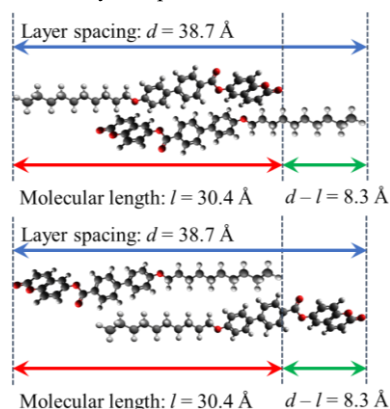 Layer spacing: d = 38.7 Å
Molecular length: l = 30.4 Å d – l = 8.3 Å
Layer spacing: d = 38.7 Å
Molecular length: l = 30.4 Å d – l = 8.3 Å